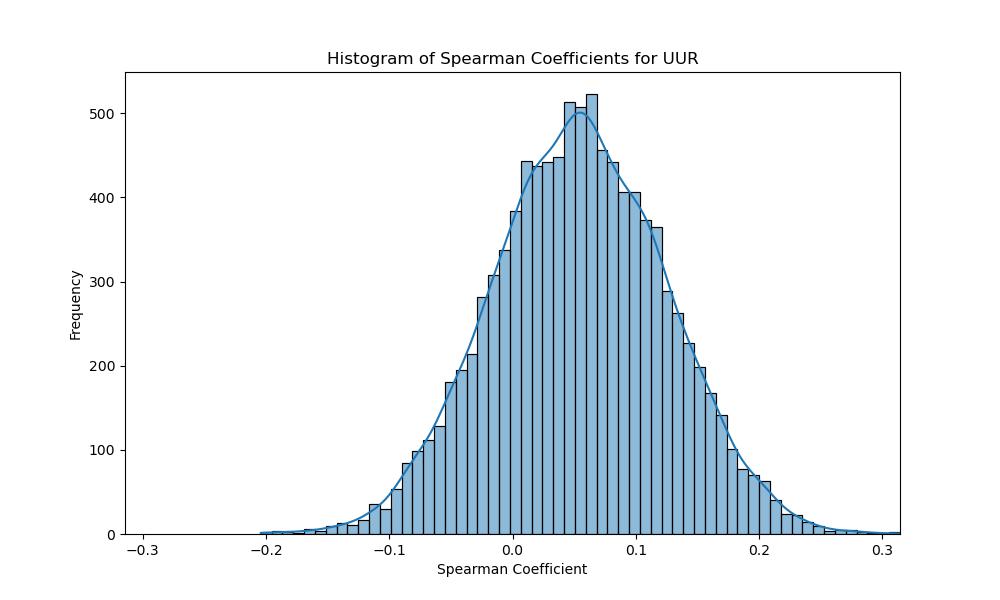 Histogram of Spearman Coefficients for UUR
500
400
300
200
100
0
Frequency
−0.3 −0.2 −0.1 0.0 0.1 0.2 0.3
Spearman Coefficient